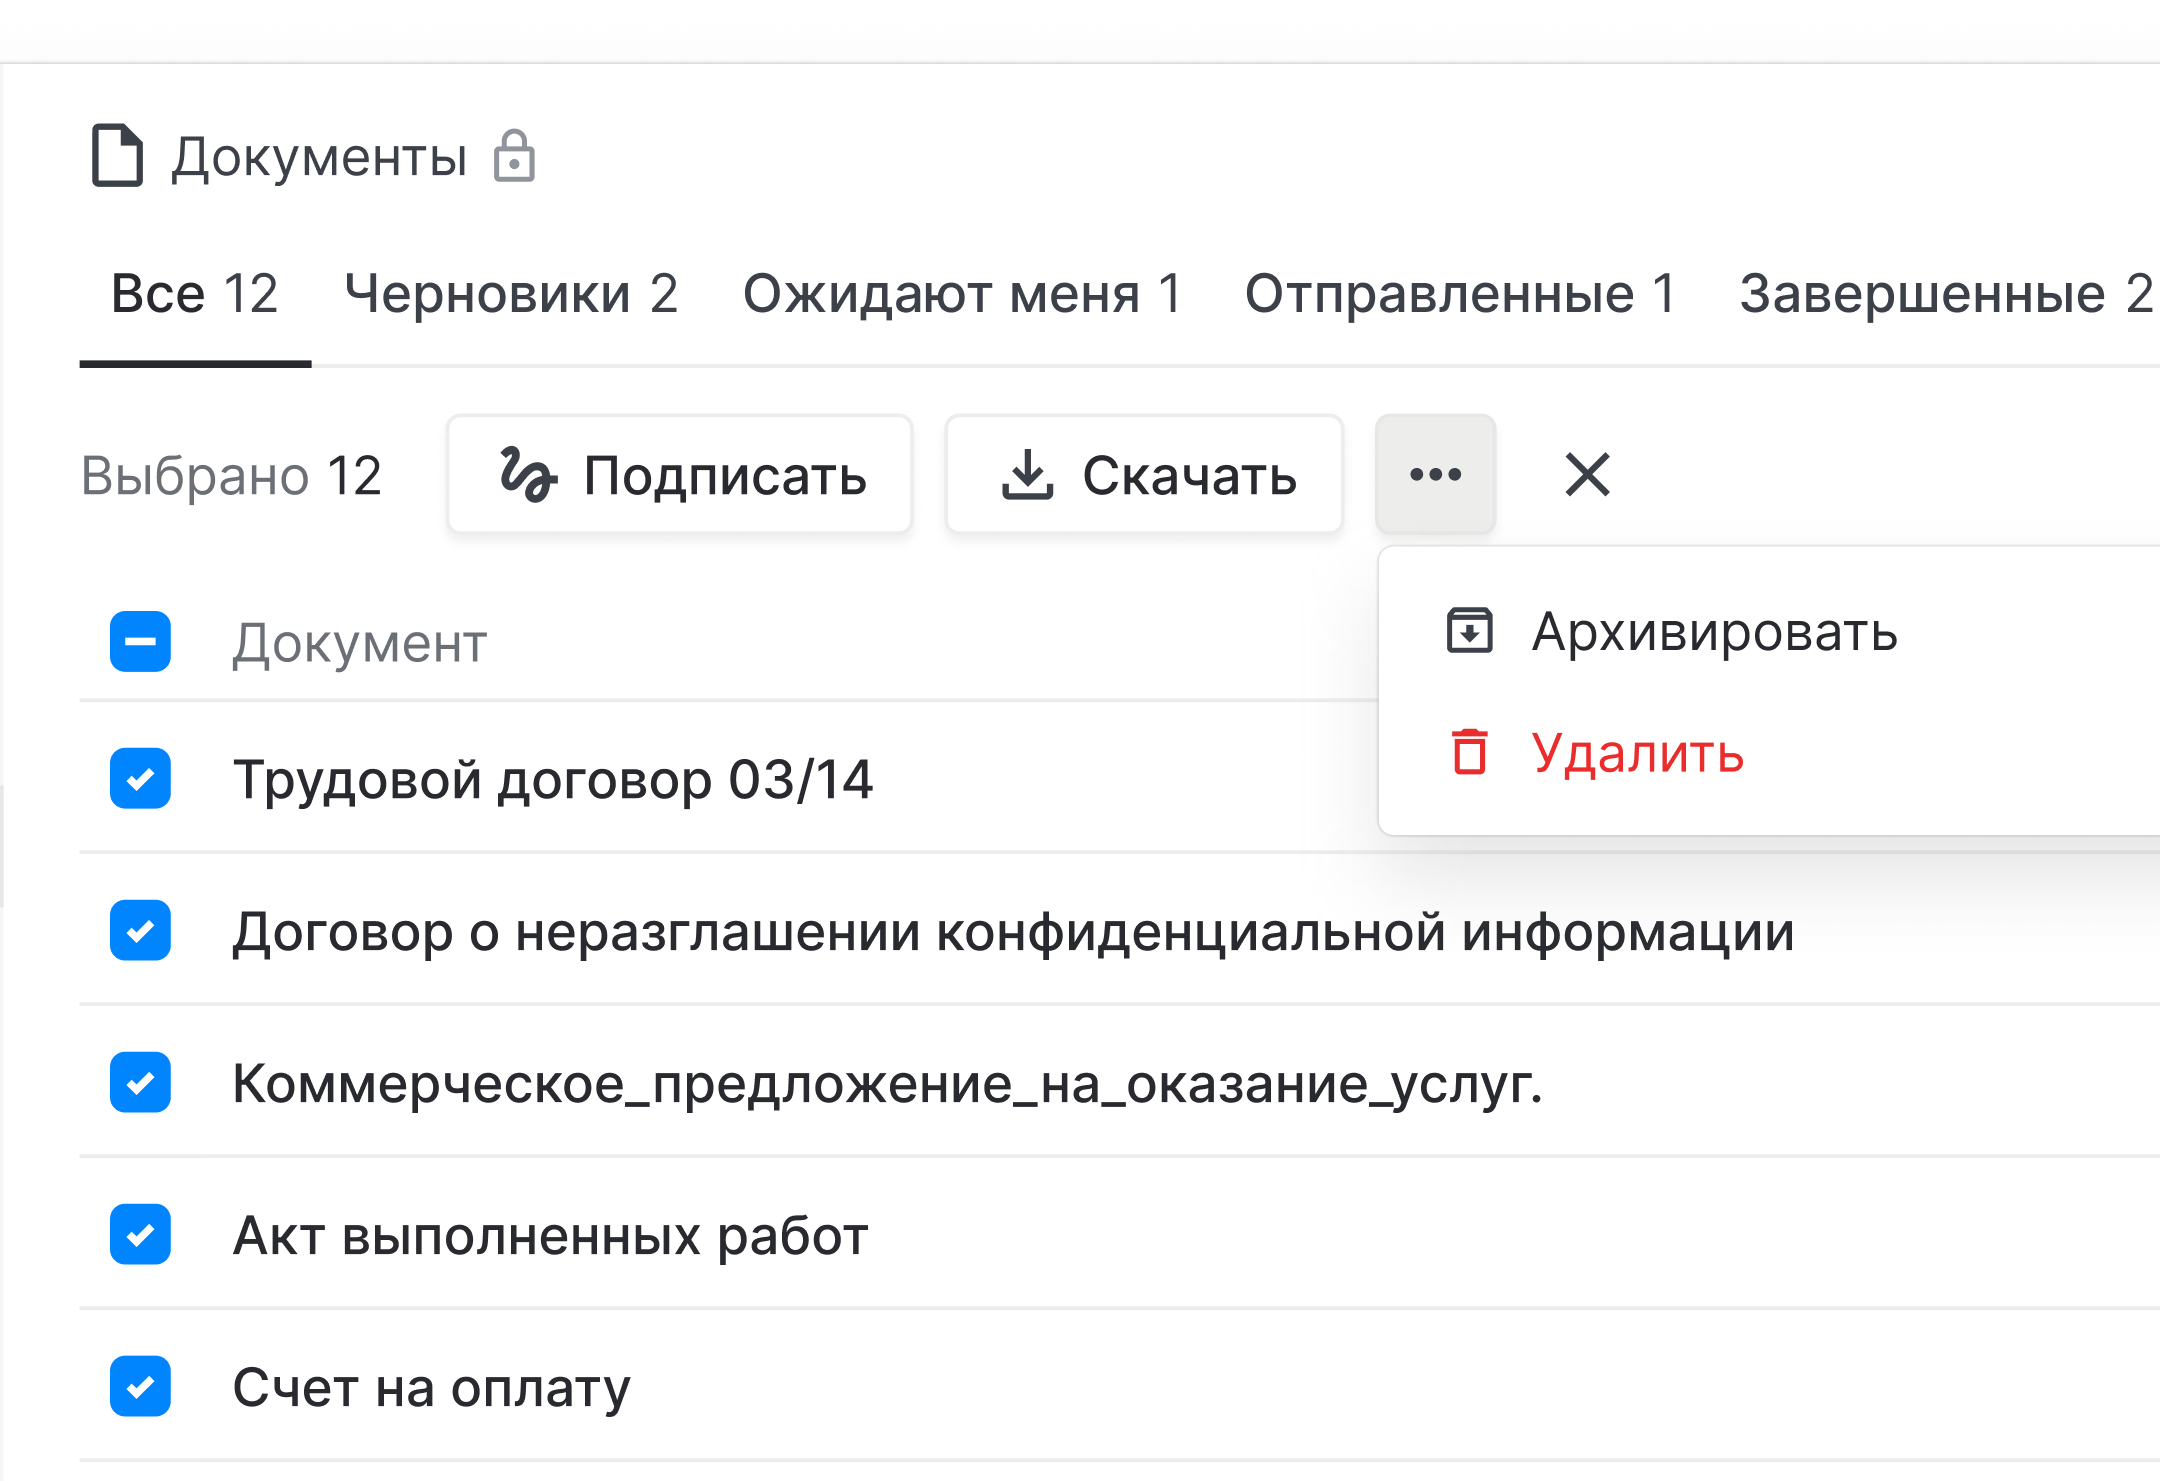 Документы
Все 12 Черновики 2 Ожидают меня 1 Отправленные 1 Завершенные 2
Выбрано 12 Подписать Скачать
Архивировать
Удалить
Документ
Трудовой договор 03/14
Договор о неразглашении конфиденциальной информации
Коммерческое_предложение_на_оказание_услуг.
Акт выполненных работ
Счет на оплату